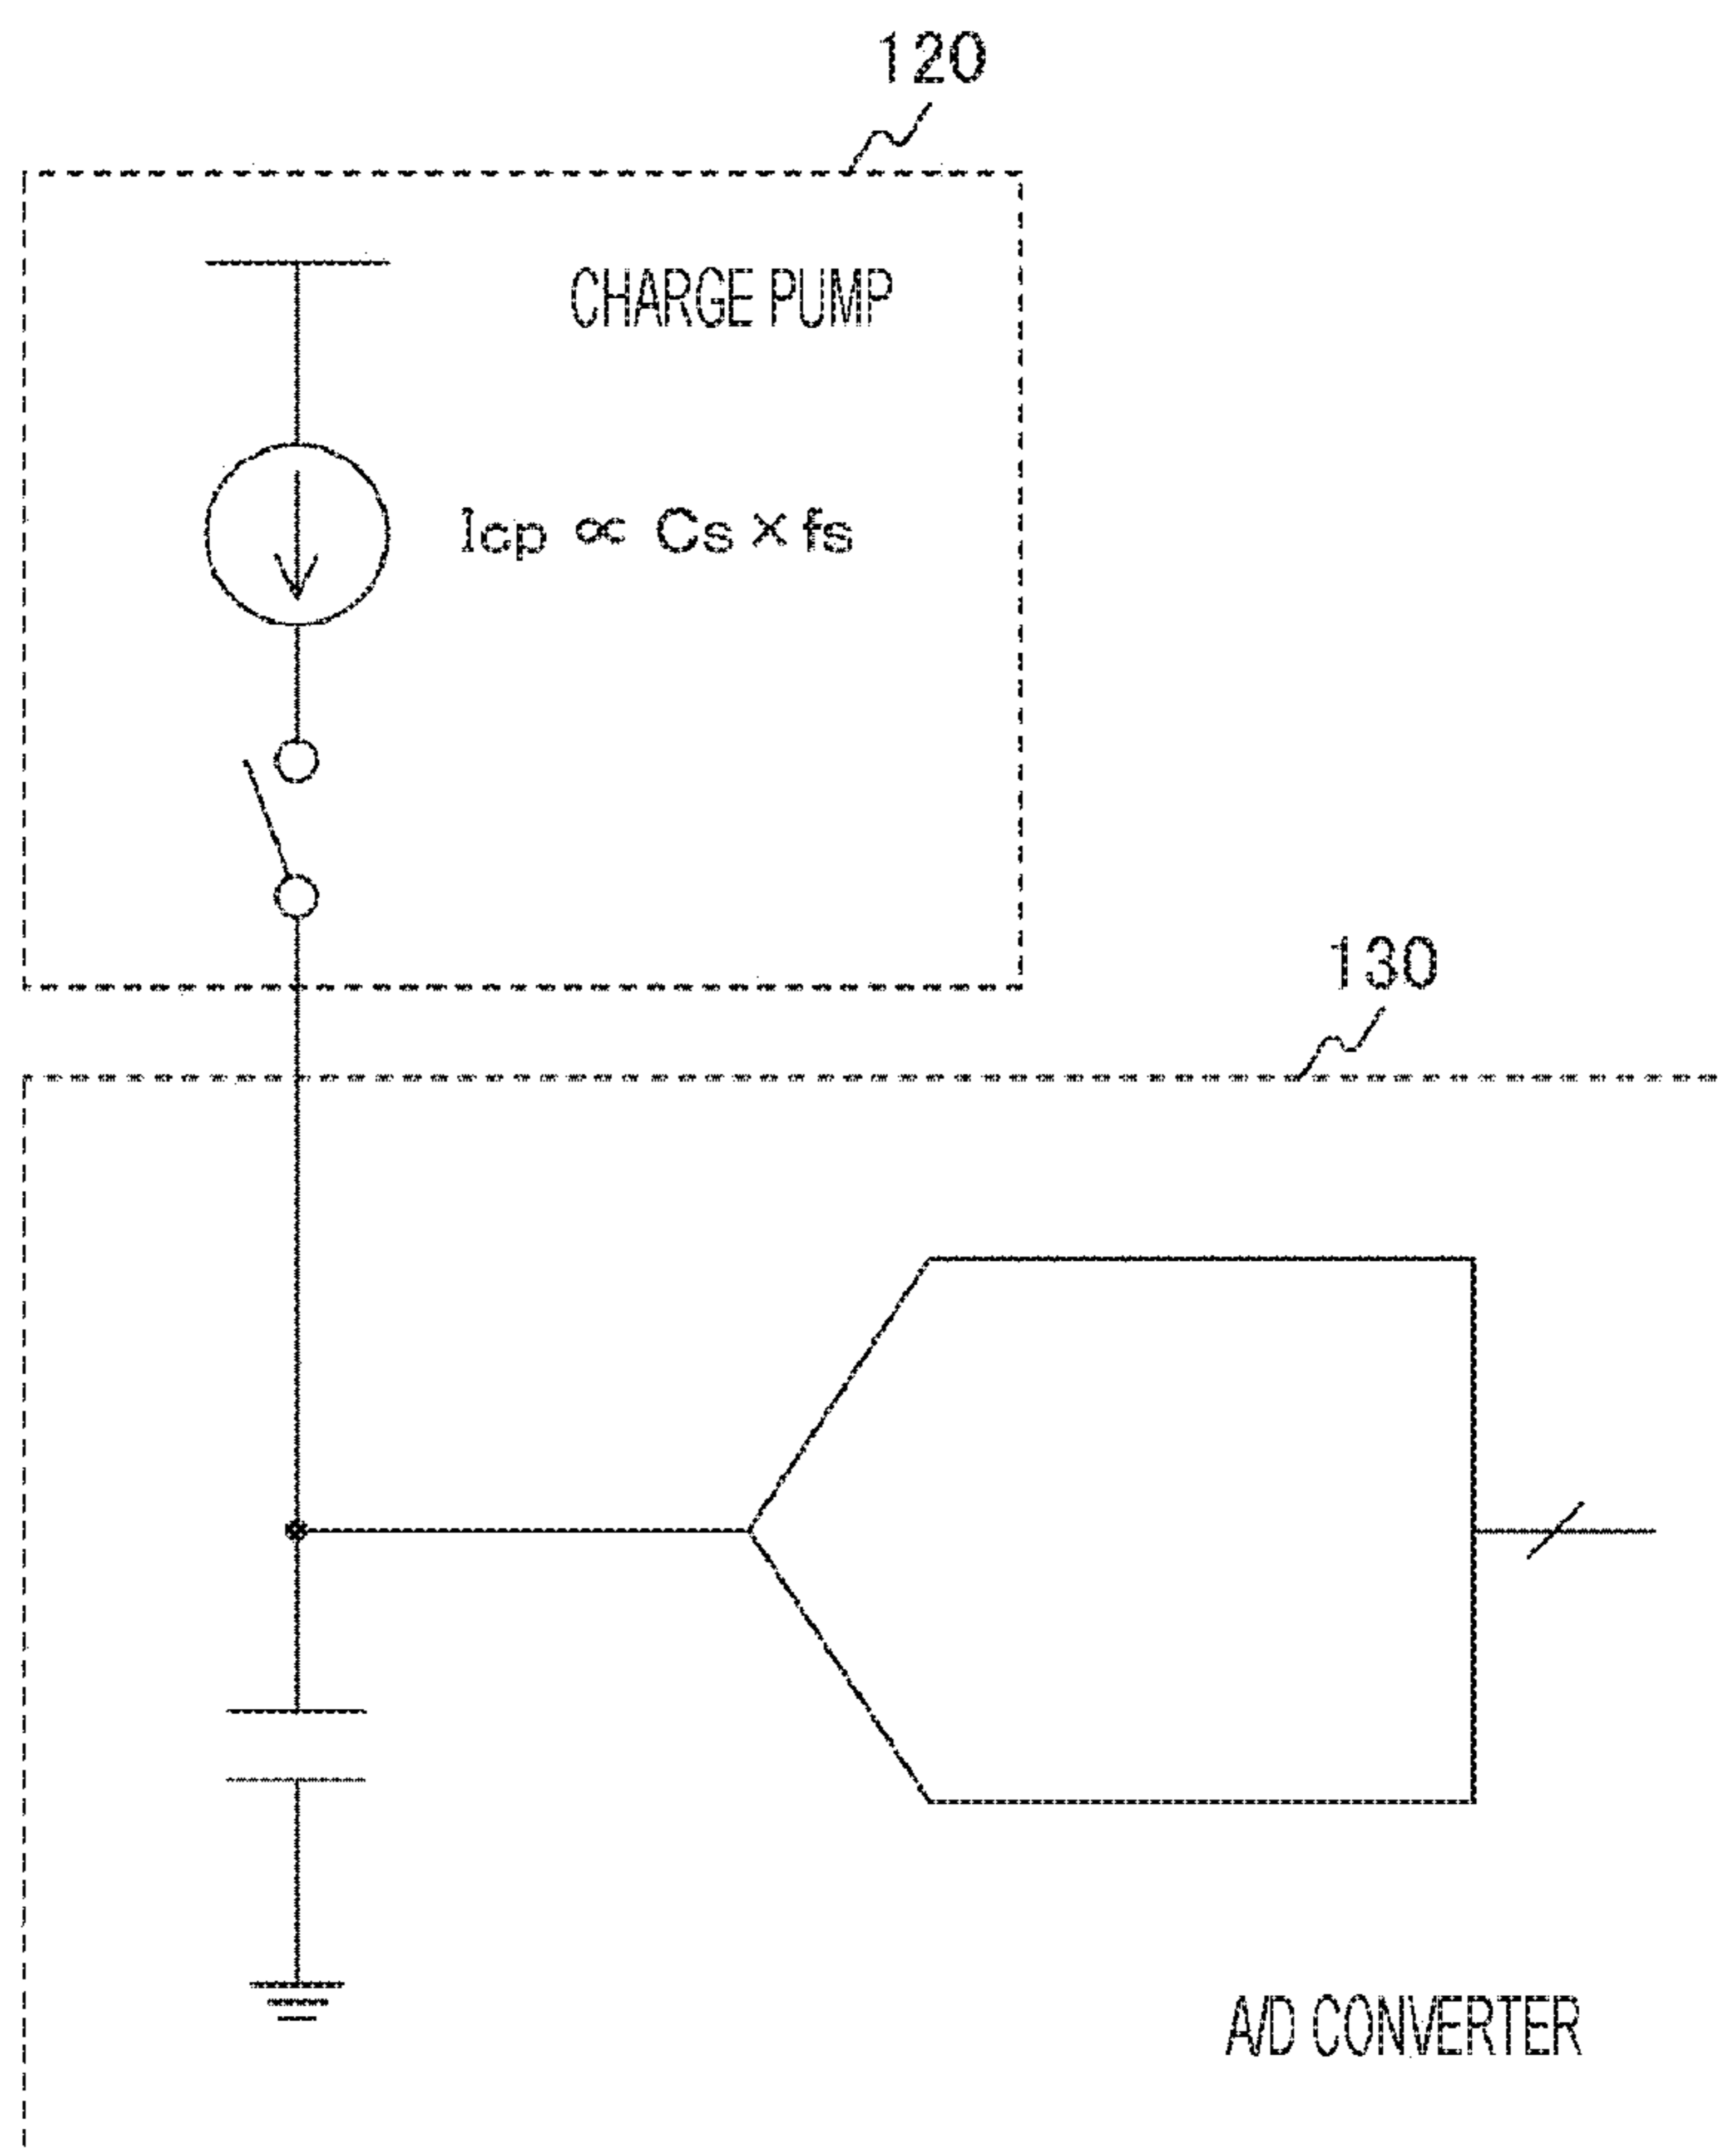 120
CHARGE PUMP
Icp ∝ Cs × fs
130
A/D CONVERTER